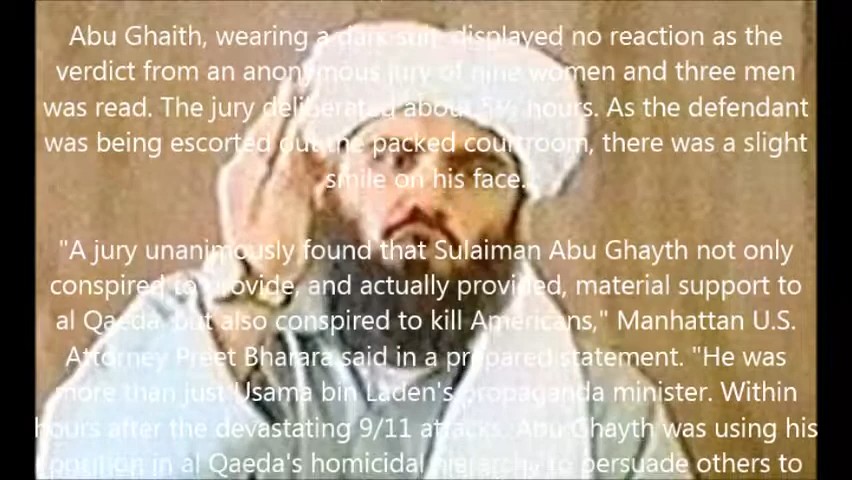 Abu Ghaith, wearing a dark suit, displayed no reaction as the
verdict from an anonymous jury of nine women and three men
was read. The jury deliberated about 5½ hours. As the defendant
was being escorted out the packed courtroom, there was a slight
smile on his face.
"A jury unanimously found that Sulaiman Abu Ghayth not only
conspired to provide, and actually provided, material support to
al Qaeda, but also conspired to kill Americans," Manhattan U.S.
Attorney Preet Bharara said in a prepared statement. "He was
more than just Usama bin Laden's propaganda minister. Within
hours after the devastating 9/11 attacks, Abu Ghayth was using his
position in al Qaeda's homicidal hierarchy to persuade others to